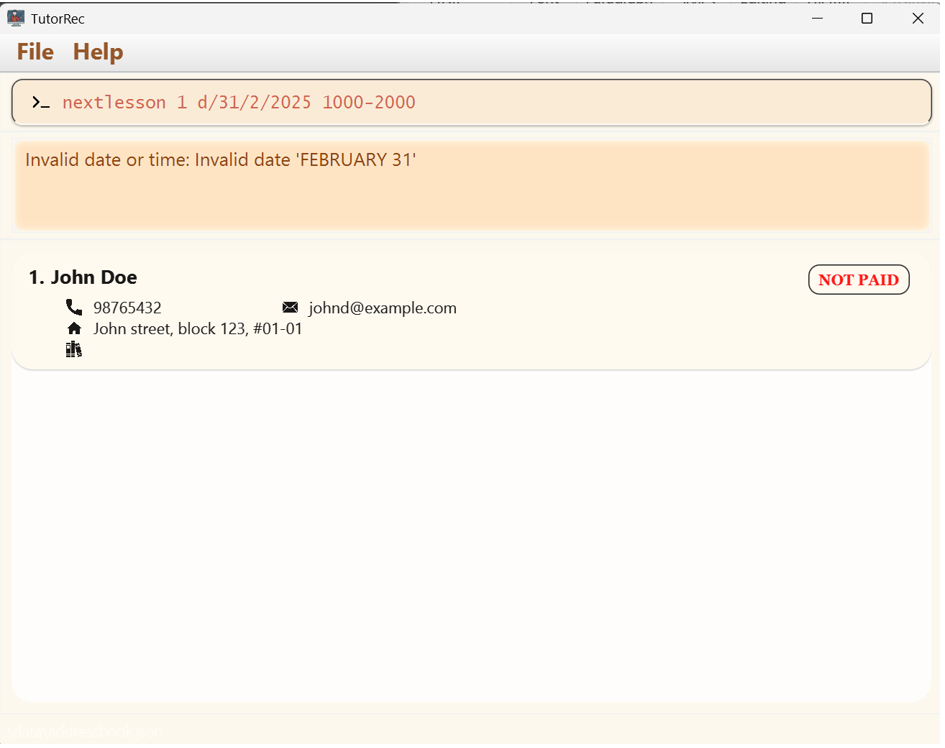 TutorRec
File Help
nextlesson 1 d/31/2/2025 1000-2000
Invalid date or time: Invalid date 'FEBRUARY 31'
1. John Doe
NOT PAID
98765432 johnd@example.com
John street, block 123, #01-01